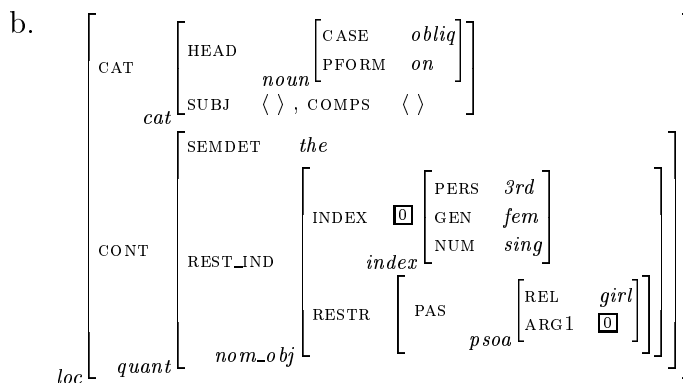 b.
CASE obliq
HEAD
CAT PFORM on
noun
SUBJ ⟨ ⟩ , COMPS ⟨ ⟩
cat
SEMDET the
PERS 3rd
INDEX 0 GEN fem
NUM sing
CONT REST_IND
index
REL girl
RESTR PAS
ARG1 0
psoa
loc quant nom_obj